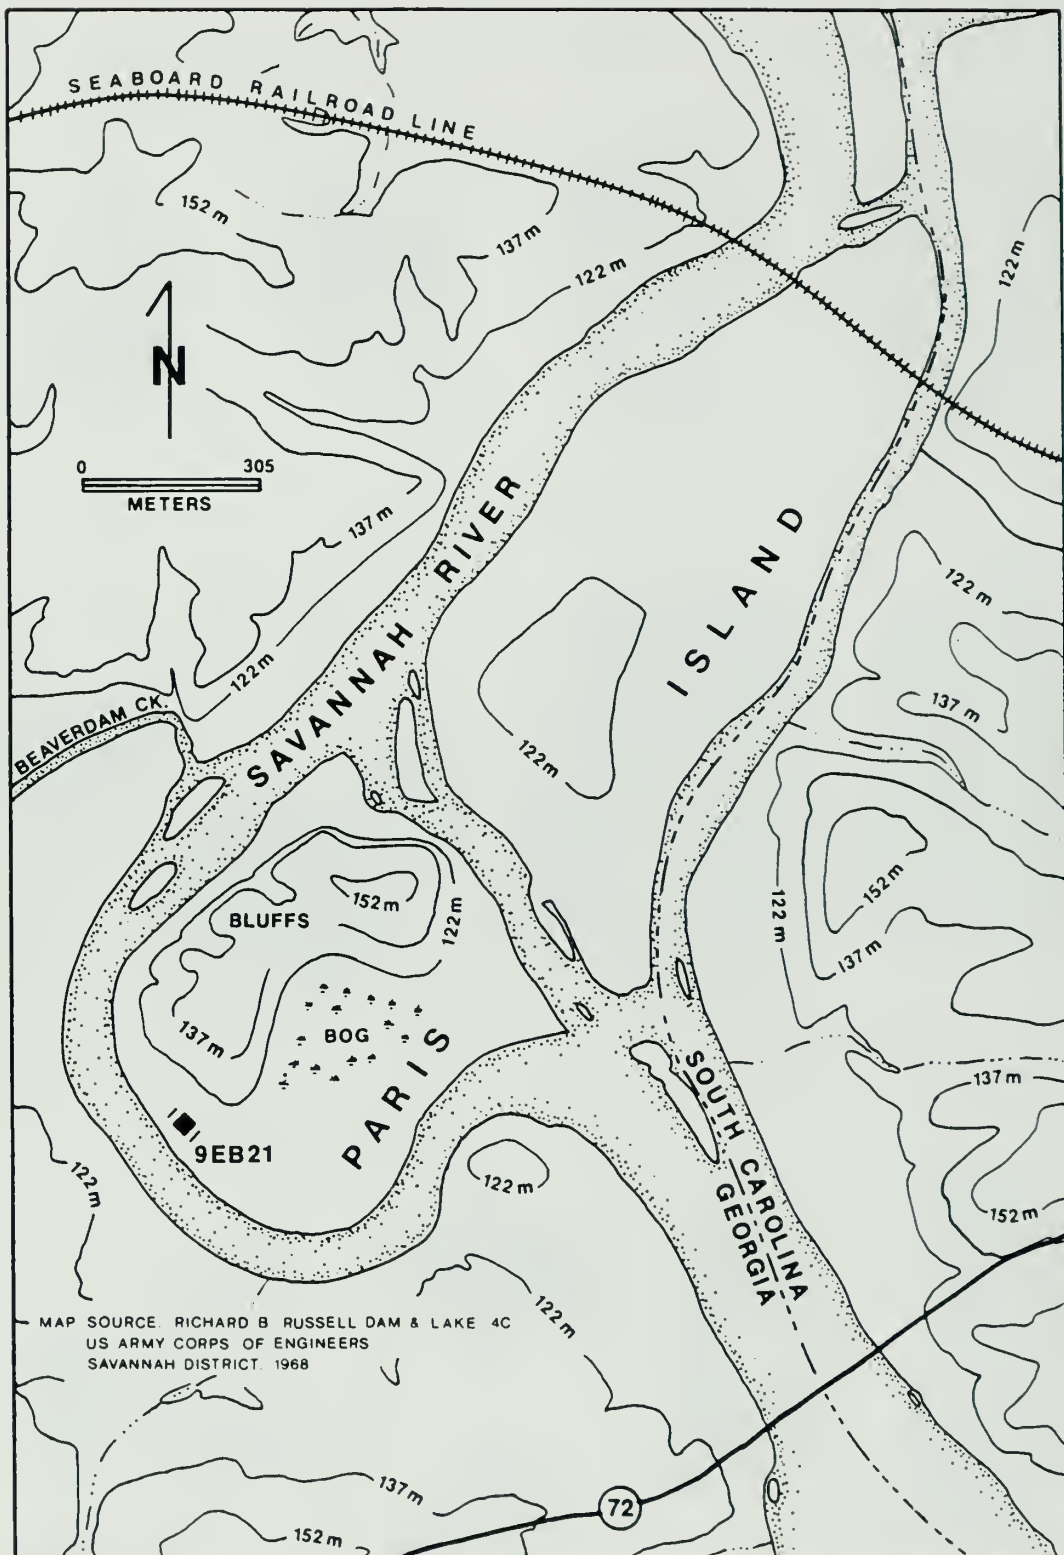 SEABOARD RAILROAD LINE
152 m
137 m
122 m
122 m
N
0 305
METERS
137 m
SAVANNAH RIVER
ISLAND
122 m
122 m
137 m
BEAVERDAM CK.
122 m
152 m
BLUFFS
152 m
122 m
122 m
137 m
137 m
BOG
PARIS
SOUTH CAROLINA
GEORGIA
137 m
9EB21
122 m
122 m
152 m
122 m
MAP SOURCE. RICHARD B RUSSELL DAM & LAKE 4C
US ARMY CORPS OF ENGINEERS
SAVANNAH DISTRICT. 1968
137 m
72
152 m